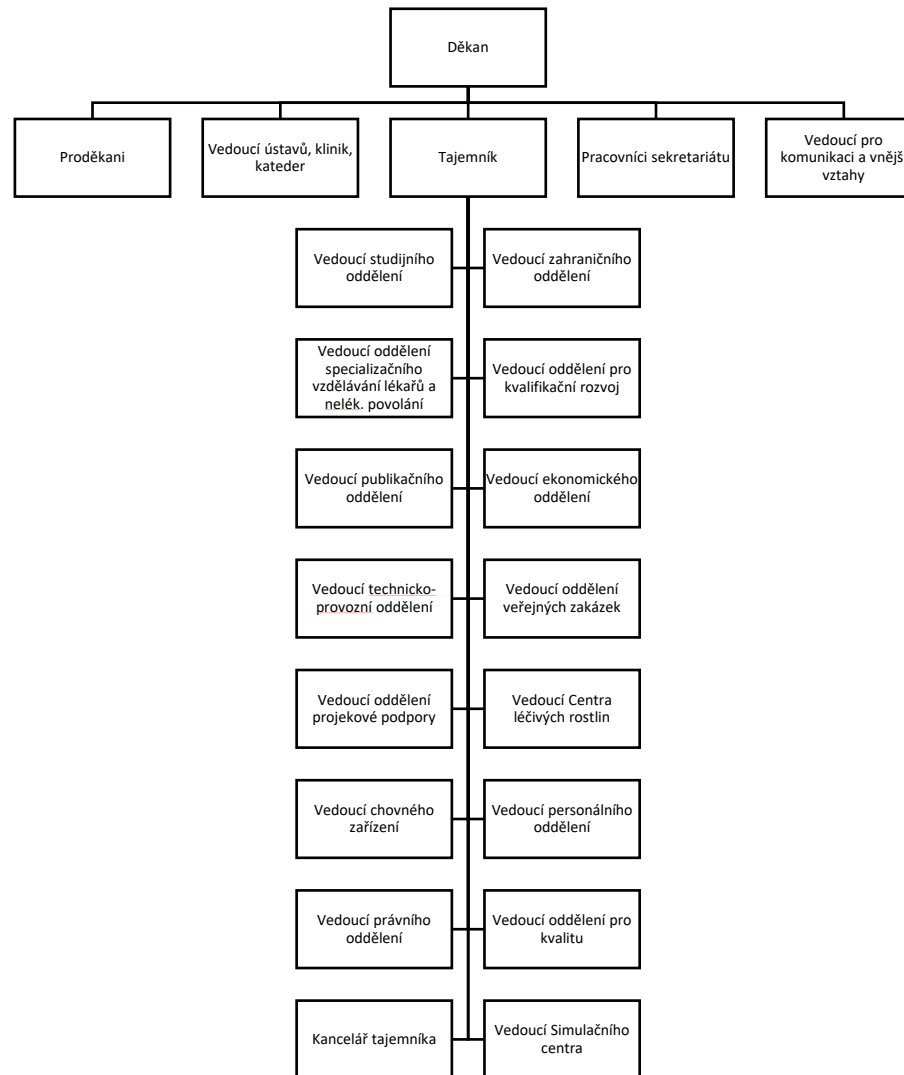 Děkan
Proděkani
Vedoucí ústavů, klinik,
kateder
Tajemník
Pracovníci sekretariátu
Vedoucí pro
komunikaci a vnějš
vztahy
Vedoucí studijního
oddělení
Vedoucí zahraničního
oddělení
Vedoucí oddělení
specializačního
vzdělávání lékařů a
nelék. povolání
Vedoucí oddělení pro
kvalifikační rozvoj
Vedoucí publikačního
oddělení
Vedoucí ekonomického
oddělení
Vedoucí technicko-
provozní oddělení
Vedoucí oddělení
veřejných zakázek
Vedoucí oddělení
projekové podpory
Vedoucí Centra
léčivých rostlin
Vedoucí chovného
zařízení
Vedoucí personálního
oddělení
Vedoucí právního
oddělení
Vedoucí oddělení pro
kvalitu
Kancelář tajemníka
Vedoucí Simulačního
centra